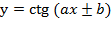 y = ctg (ax ± b)